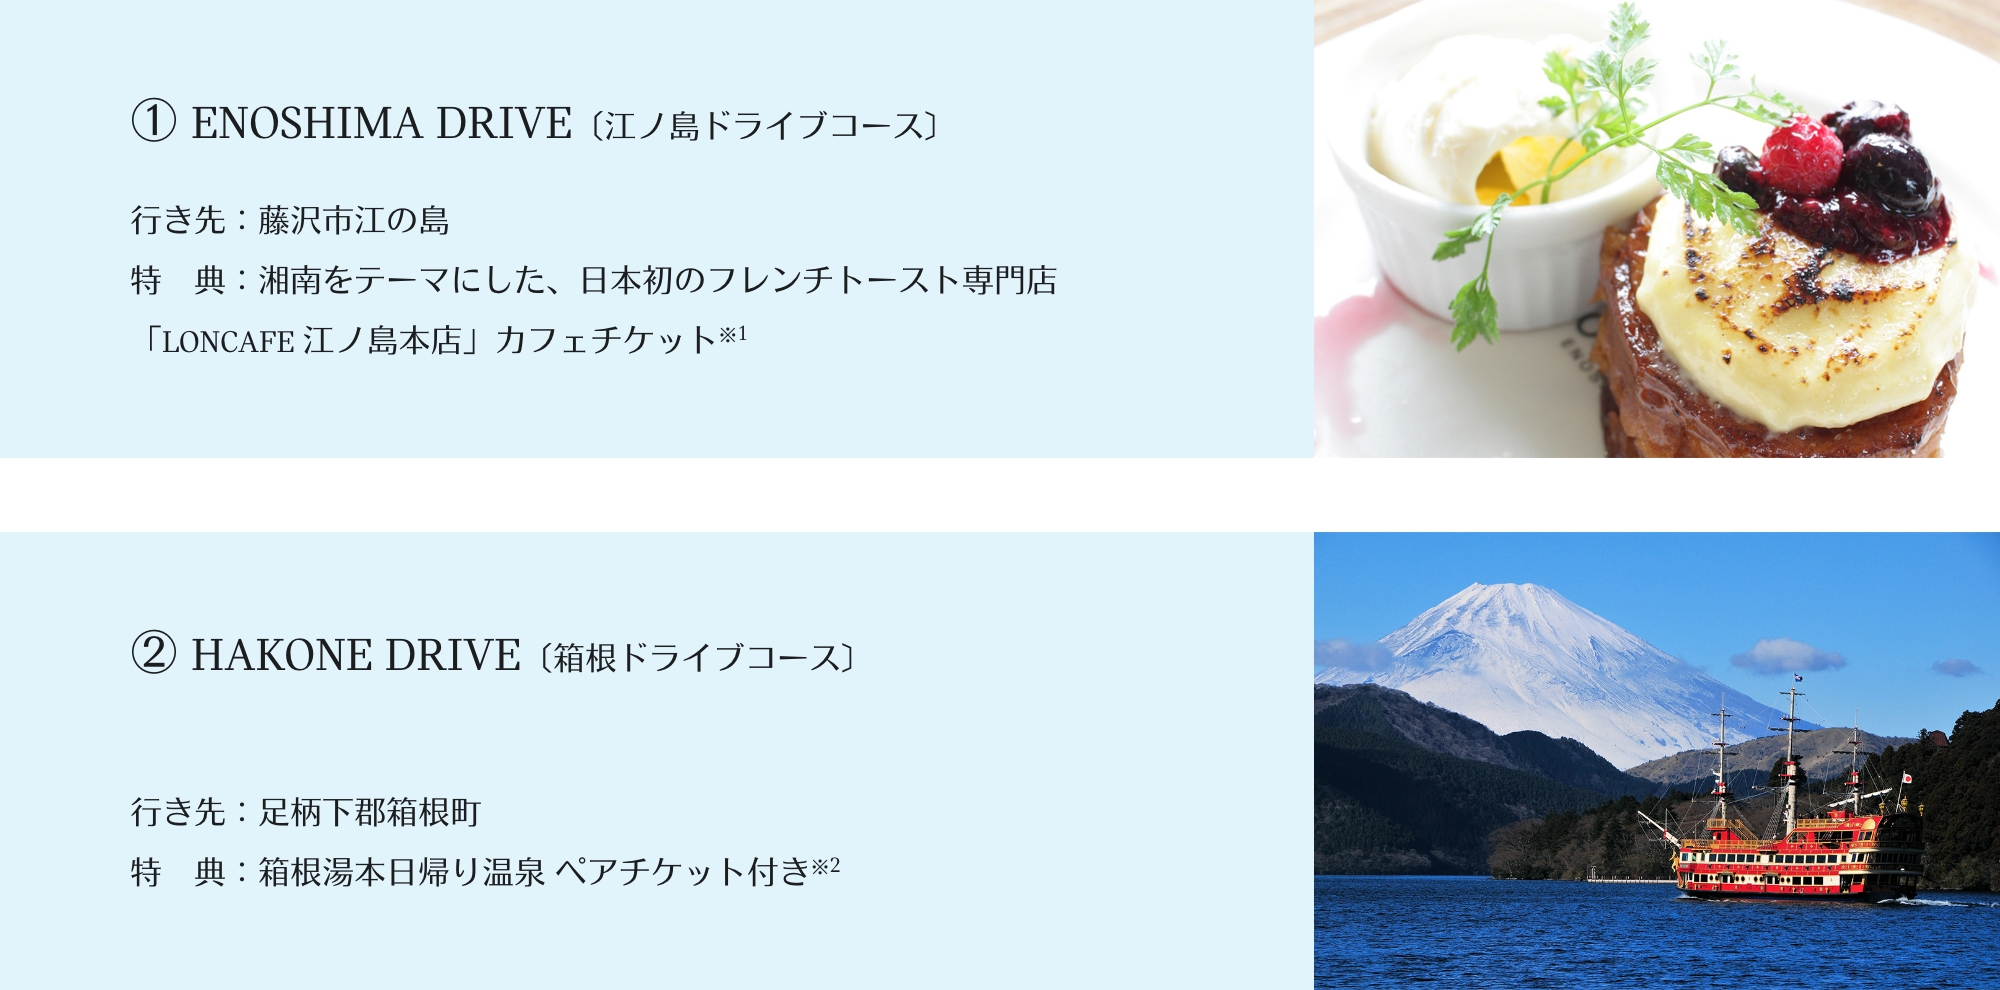 ① ENOSHIMA DRIVE〔江ノ島ドライブコース〕
行き先：藤沢市江の島
特　典：湘南をテーマにした、日本初のフレンチトースト専門店
「LONCAFE 江ノ島本店」カフェチケット※1
② HAKONE DRIVE〔箱根ドライブコース〕
行き先：足柄下郡箱根町
特　典：箱根湯本日帰り温泉 ペアチケット付き※2